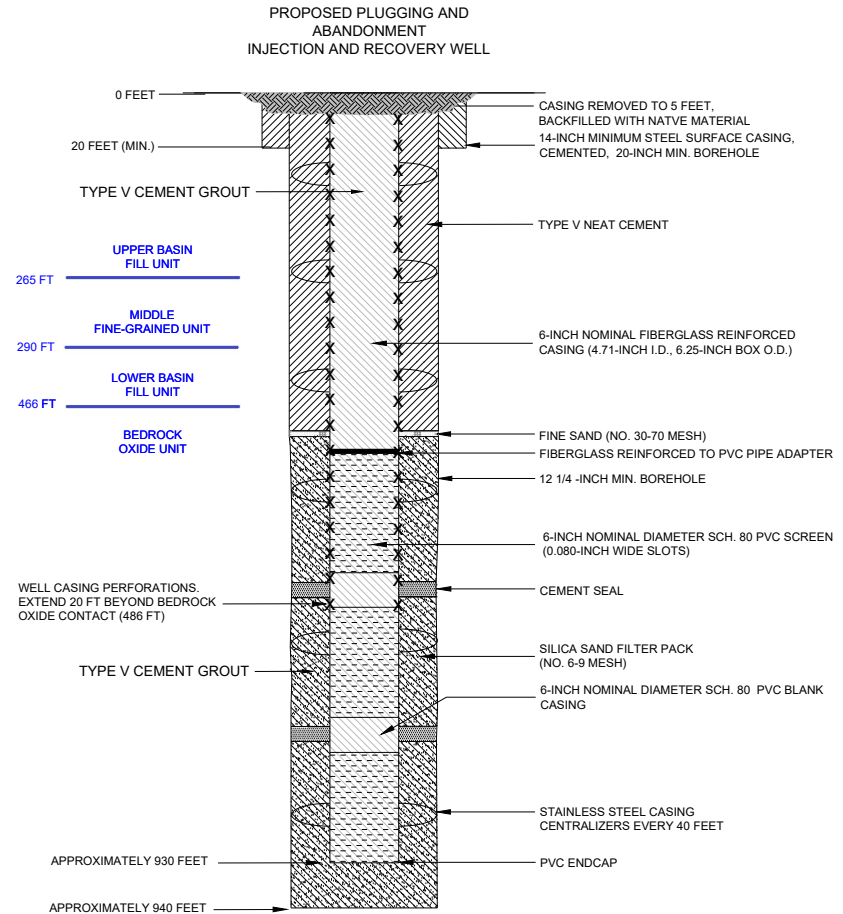 PROPOSED PLUGGING AND
ABANDONMENT
INJECTION AND RECOVERY WELL
0 FEET
CASING REMOVED TO 5 FEET,
BACKFILLED WITH NATVE MATERIAL
20 FEET (MIN.)
14-INCH MINIMUM STEEL SURFACE CASING,
CEMENTED, 20-INCH MIN. BOREHOLE
TYPE V CEMENT GROUT
TYPE V NEAT CEMENT
UPPER BASIN
FILL UNIT
265 FT
MIDDLE
FINE-GRAINED UNIT
290 FT
6-INCH NOMINAL FIBERGLASS REINFORCED
CASING (4.71-INCH I.D., 6.25-INCH BOX O.D.)
LOWER BASIN
FILL UNIT
466 FT
BEDROCK
OXIDE UNIT
FINE SAND (NO. 30-70 MESH)
FIBERGLASS REINFORCED TO PVC PIPE ADAPTER
12 1/4 -INCH MIN. BOREHOLE
6-INCH NOMINAL DIAMETER SCH. 80 PVC SCREEN
(0.080-INCH WIDE SLOTS)
WELL CASING PERFORATIONS.
EXTEND 20 FT BEYOND BEDROCK
OXIDE CONTACT (486 FT)
CEMENT SEAL
SILICA SAND FILTER PACK
(NO. 6-9 MESH)
TYPE V CEMENT GROUT
6-INCH NOMINAL DIAMETER SCH. 80 PVC BLANK
CASING
STAINLESS STEEL CASING
CENTRALIZERS EVERY 40 FEET
APPROXIMATELY 930 FEET
PVC ENDCAP
APPROXIMATELY 940 FEET